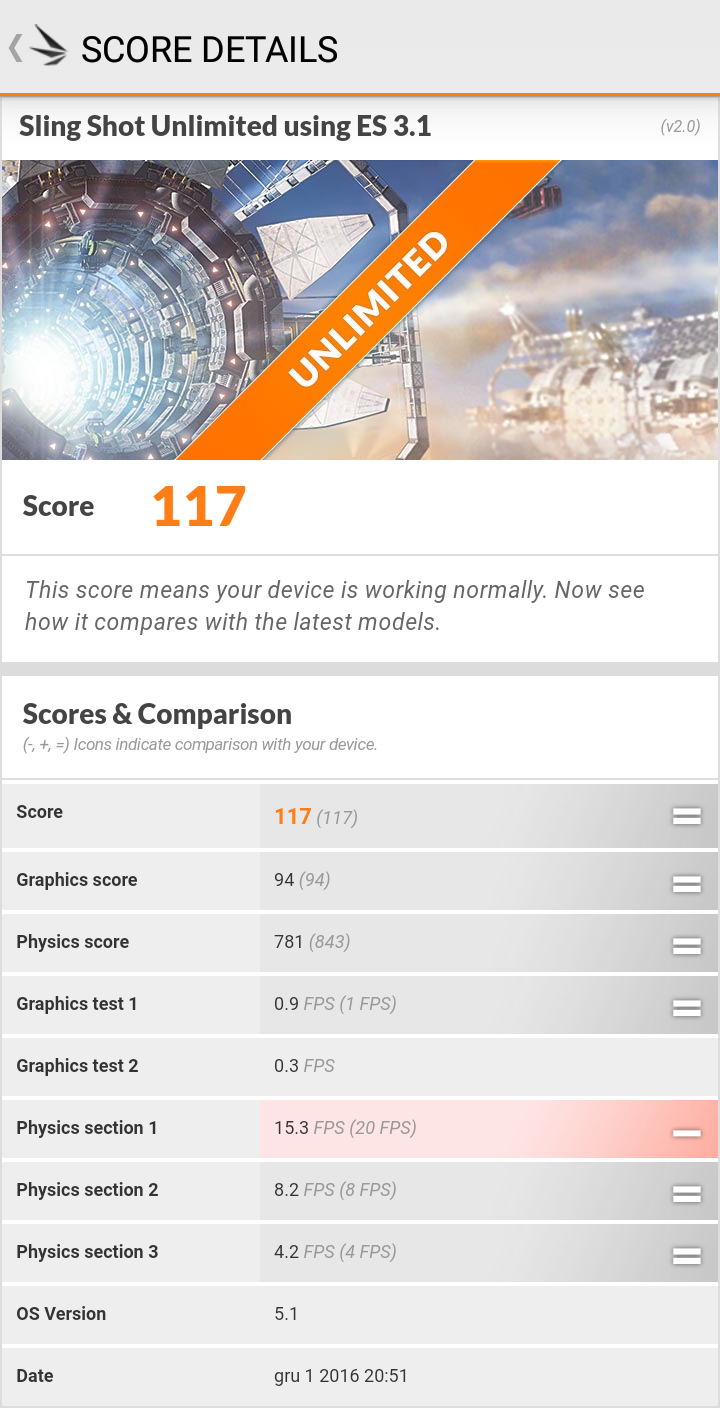 SCORE DETAILS
Sling Shot Unlimited using ES 3.1 (v2.0)
UNLIMITED
Score 117
This score means your device is working normally. Now see
how it compares with the latest models.
Scores & Comparison
(-, +, =) Icons indicate comparison with your device.
Score 117 (117)
Graphics score 94 (94)
Physics score 781 (843)
Graphics test 1 0.9 FPS (1 FPS)
Graphics test 2 0.3 FPS
Physics section 1 15.3 FPS (20 FPS)
Physics section 2 8.2 FPS (8 FPS)
Physics section 3 4.2 FPS (4 FPS)
OS Version 5.1
Date gru 1 2016 20:51